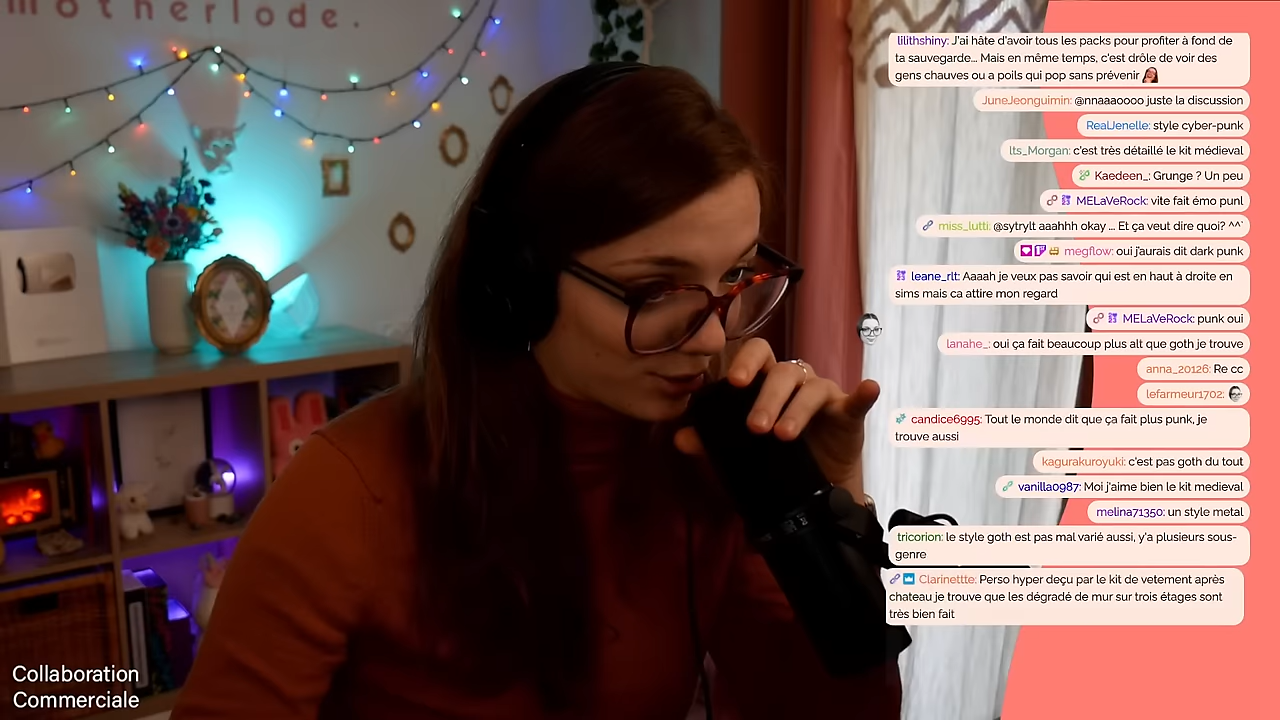 motherlode.
lilithshiny: J'ai hâte d'avoir tous les packs pour profiter à fond de
ta sauvegarde... Mais en même temps, c'est drôle de voir des
gens chauves ou a poils qui pop sans prévenir
JuneJeonguimin: @nnaaaoooo juste la discussion
RealJenelle: style cyber-punk
Its_Morgan: c'est très détaillé le kit médieval
Kaedeen_: Grunge ? Un peu
MELaVeRock: vite fait émo punl
miss_lutti: @sytrylt aaahhh okay ... Et ça veut dire quoi? ^^'
megflow: oui j'aurais dit dark punk
leane_rlt: Aaaah je veux pas savoir qui est en haut à droite en
sims mais ca attire mon regard
MELaVeRock: punk oui
lanahe_: oui ça fait beaucoup plus alt que goth je trouve
anna_20126: Re cc
lefarmeur1702:
candice6995: Tout le monde dit que ça fait plus punk, je
trouve aussi
kagurakuroyuki: c'est pas goth du tout
vanilla0987: Moi j'aime bien le kit medieval
melina71350: un style metal
tricorion: le style goth est pas mal varié aussi, y'a plusieurs sous-
genre
Clarinettte: Perso hyper deçu par le kit de vetement après
chateau je trouve que les dégradé de mur sur trois étages sont
très bien fait
Collaboration
Commerciale